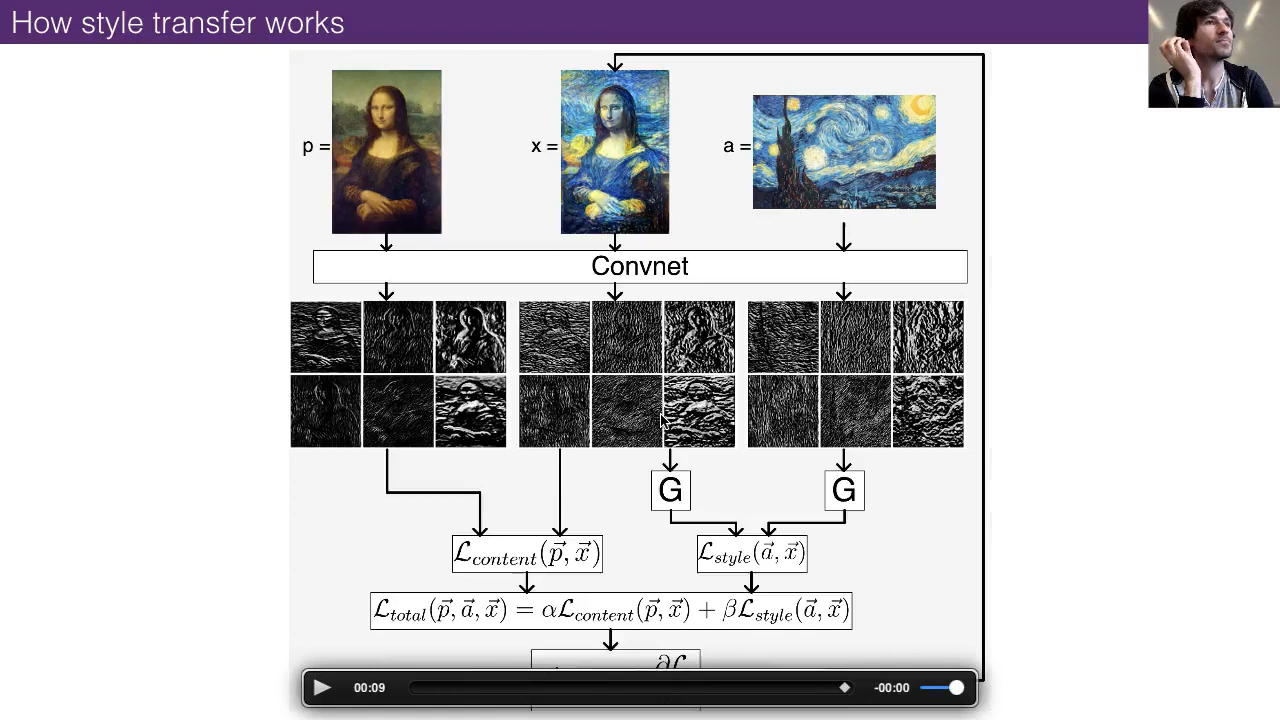 How style transfer works
p =
x =
a =
Convnet
G
G
ℒcontent(p⃗, x⃗)
ℒstyle(a⃗, x⃗)
ℒtotal(p⃗, a⃗, x⃗) = αℒcontent(p⃗, x⃗) + βℒstyle(a⃗, x⃗)
∂ℒ
00:09
-00:00